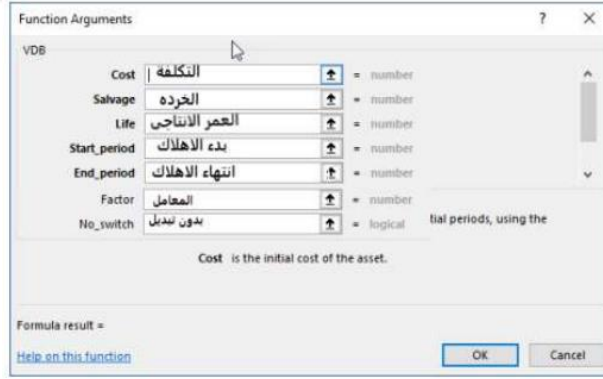 Function Arguments ? ×
VDB
Cost التكلفة = number
Salvage الخرده = number
Life العمر الانتاجى = number
Start_period بدء الاهلاك = number
End_period انتهاء الاهلاك = number
Factor المعامل = number
No_switch بدون تبديل = logical
tial periods, using the
Cost is the initial cost of the asset.
Formula result =
Help on this function OK Cancel